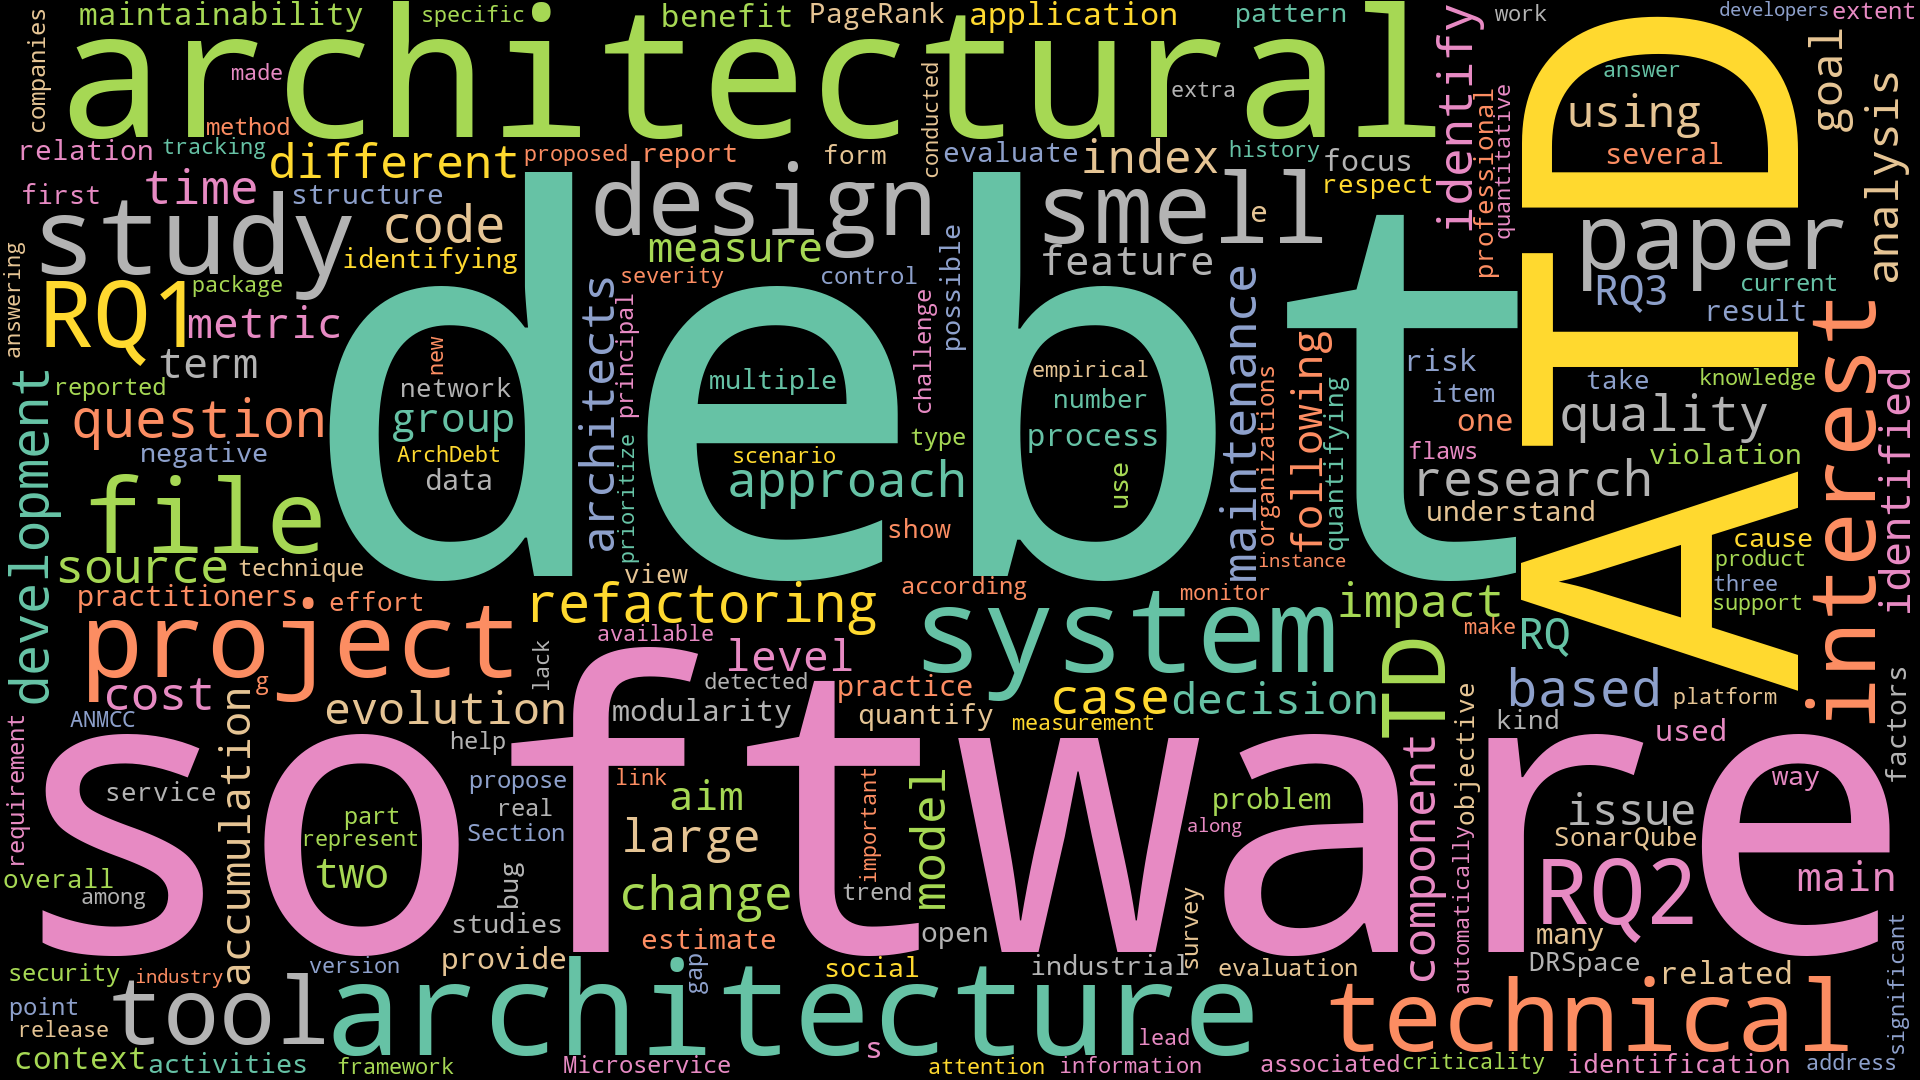 maintainability
specific
benefit
PageRank
application
pattern
work
developers
extent
companies
architectural
identify
ATD
goal
made
answer
extra
using
analysis
method
conducted
professional
quantitative
relation
tracking
different
proposed
report
form
evaluate
index
history
focus
several
first
time
structure
design
smell
respect
study
code
e
paper
identifying
measure
possible
feature
answering
package
severity
control
RQ3
current
RQ1
metric
architects
principal
challenge
debt
maintenance
following
result
interest
term
new
risk
development
reported
network
multiple
empirical
organizations
quantifying
item
take
knowledge
identified
question
group
number
one
quality
negative
ArchDebt
prioritize
scenario
type
process
flaws
violation
file
data
approach
use
research
show
understand
source
technique
view
instance
cause
product
practitioners
effort
refactoring
according
monitor
impact
three
support
project
available
system
make
RQ
lack
level
TD
cost
g
detected
practice
case
decision
based
platform
factors
accumulation
ANMCC
evolution
modularity
quantify
measurement
objective
kind
used
requirement
software
help
component
service
propose
link
aim
important
model
problem
issue
way
part
real
represent
Section
large
along
automatically
SonarQube
overall
two
bug
change
trend
RQ2
main
among
studies
estimate
open
survey
many
significant
security
industry
version
provide
gap
social
industrial
evaluation
DRSpace
related
point
tool
architecture
technical
release
s
lead
context
activities
framework
Microservice
attention
information
associated
criticality
identification
address